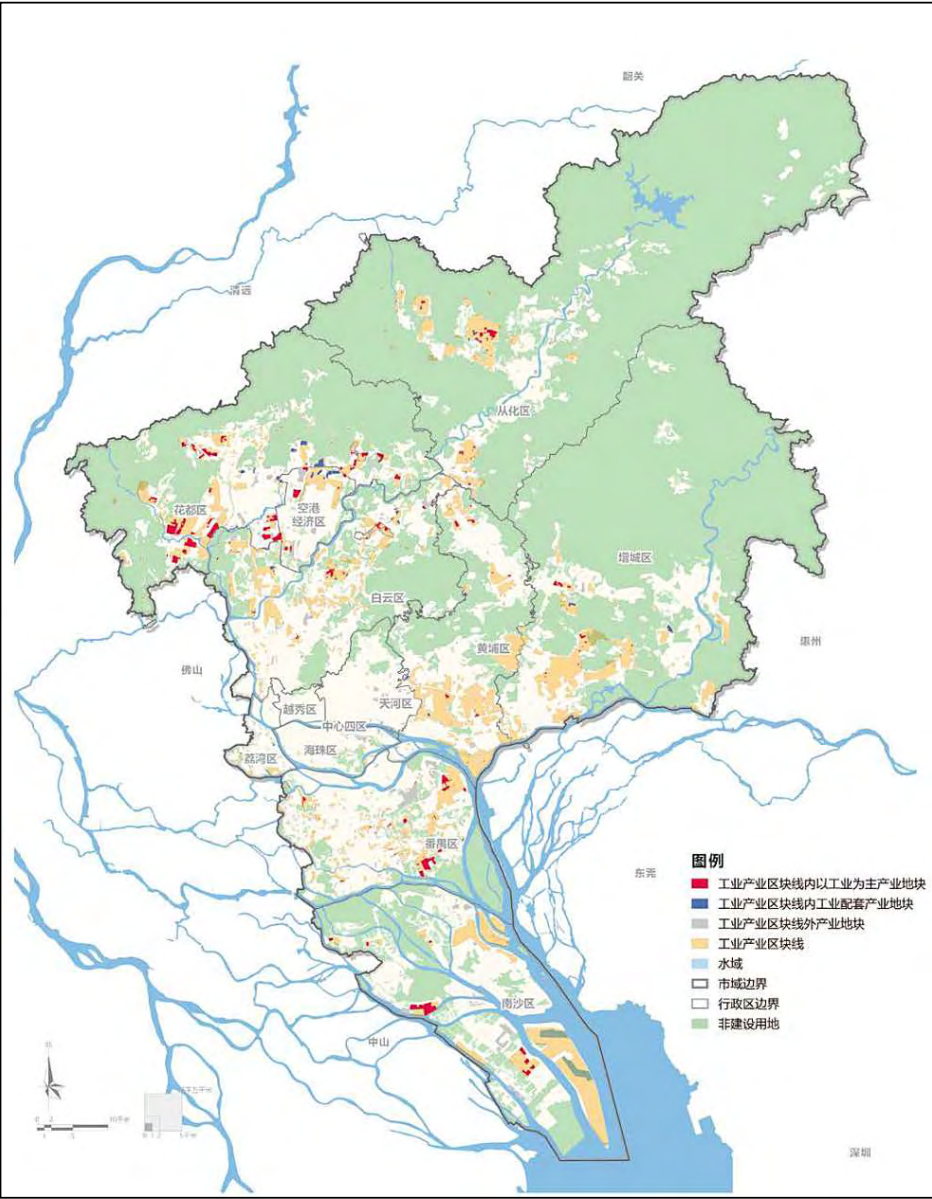 韶关
清远
从化区
花都区
空港
经济区
增城区
白云区
惠州
黄埔区
佛山
天河区
越秀区
中心四区
海珠区
荔湾区
番禺区
图例
东莞
工业产业区块线内以工业为主产业地块
工业产业区块线内工业配套产业地块
工业产业区块线外产业地块
工业产业区块线
水域
市域边界
南沙区
行政区边界
非建设用地
中山
深圳